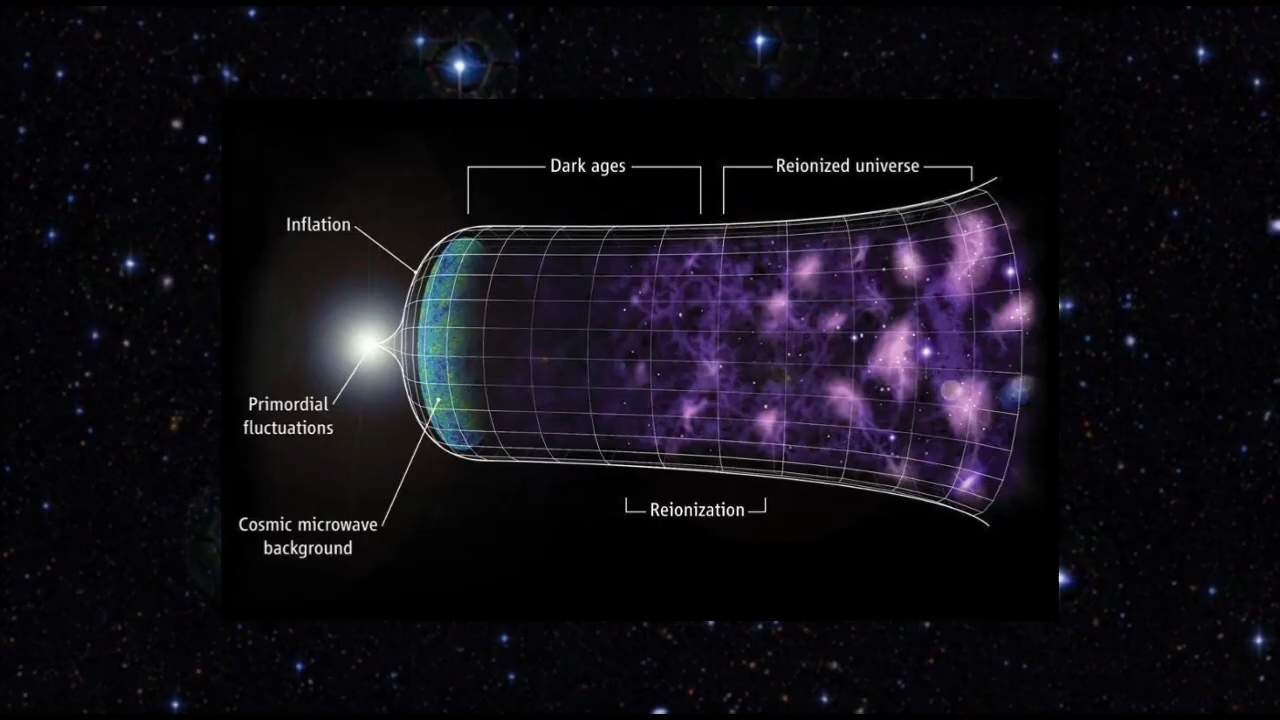 Dark ages
Reionized universe
Inflation
Primordial
fluctuations
Reionization
Cosmic microwave
background